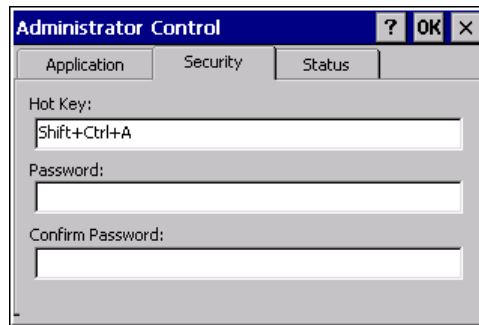 Administrator Control ? OK ×
Application Security Status
Hot Key:
Shift+Ctrl+A
Password:
Confirm Password: